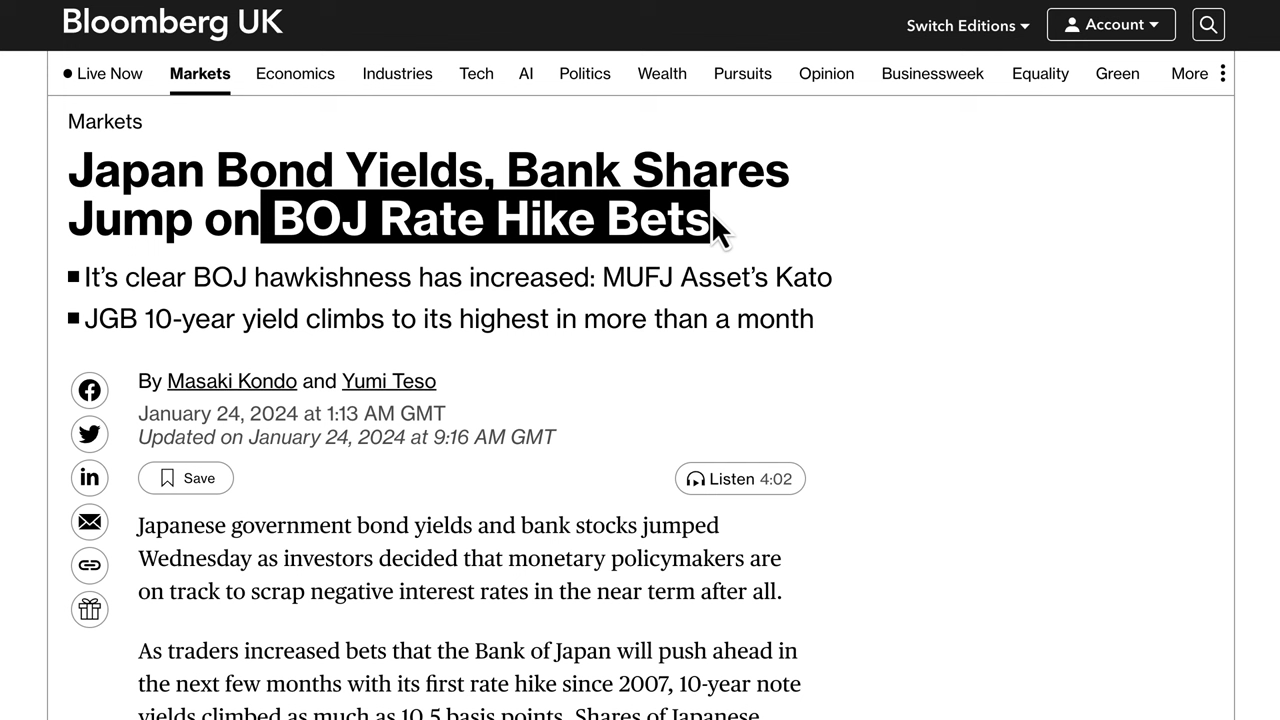 Bloomberg UK
Switch Editions
Account
Live Now Markets Economics Industries Tech AI Politics Wealth Pursuits Opinion Businessweek Equality Green More
Markets
Japan Bond Yields, Bank Shares
Jump on BOJ Rate Hike Bets
It’s clear BOJ hawkishness has increased: MUFJ Asset’s Kato
JGB 10-year yield climbs to its highest in more than a month
By Masaki Kondo and Yumi Teso
January 24, 2024 at 1:13 AM GMT
Updated on January 24, 2024 at 9:16 AM GMT
Save
Listen 4:02
Japanese government bond yields and bank stocks jumped
Wednesday as investors decided that monetary policymakers are
on track to scrap negative interest rates in the near term after all.
As traders increased bets that the Bank of Japan will push ahead in
the next few months with its first rate hike since 2007, 10-year note
yields climbed as much as 10.5 basis points. Shares of Japanese